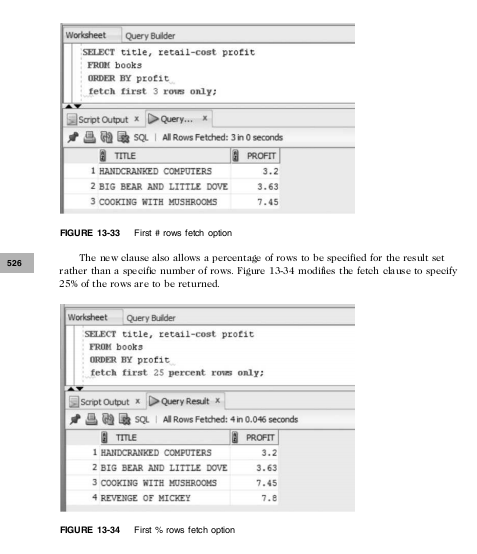 Worksheet Query Builder
SELECT title, retail-cost profit
FROM books
ORDER BY profit
fetch first 3 rows only;
Script Output x Query... x
SQL | All Rows Fetched: 3 in 0 seconds
TITLE PROFIT
1 HANDCRANKED COMPUTERS 3.2
2 BIG BEAR AND LITTLE DOVE 3.63
3 COOKING WITH MUSHROOMS 7.45
FIGURE 13-33 First # rows fetch option
526
The new clause also allows a percentage of rows to be specified for the result set
rather than a specific number of rows. Figure 13-34 modifies the fetch clause to specify
25% of the rows are to be returned.
Worksheet Query Builder
SELECT title, retail-cost profit
FROM books
ORDER BY profit
fetch first 25 percent rows only;
Script Output x Query Result x
SQL | All Rows Fetched: 4 in 0.046 seconds
TITLE PROFIT
1 HANDCRANKED COMPUTERS 3.2
2 BIG BEAR AND LITTLE DOVE 3.63
3 COOKING WITH MUSHROOMS 7.45
4 REVENGE OF MICKEY 7.8
FIGURE 13-34 First % rows fetch option